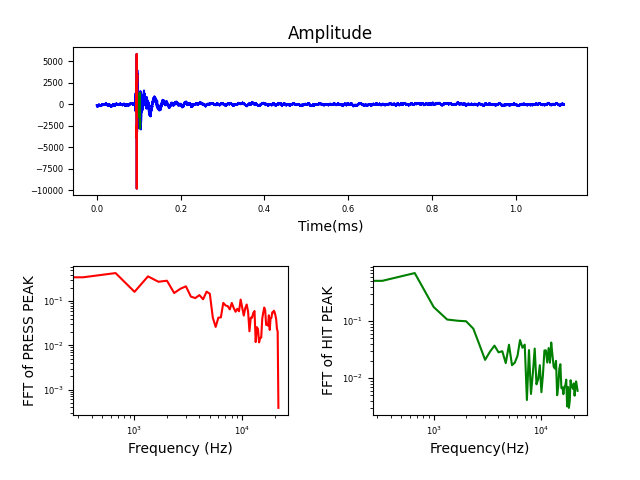 Amplitude
5000
2500
0
−2500
−5000
−7500
−10000
0.0 0.2 0.4 0.6 0.8 1.0
Time(ms)
FFT of PRESS PEAK
10⁻¹
10⁻²
10⁻³
10³ 10⁴
Frequency (Hz)
FFT of HIT PEAK
10⁻¹
10⁻²
10³ 10⁴
Frequency(Hz)